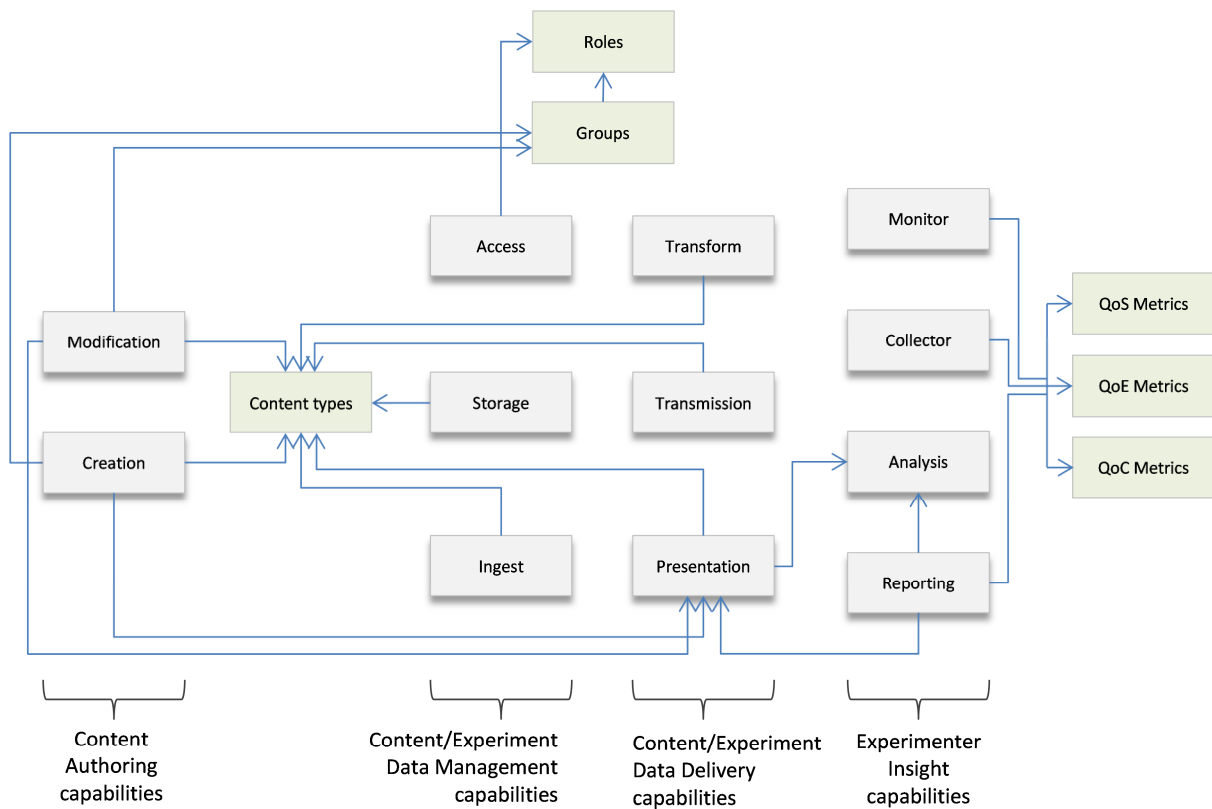 Roles
Groups
Access
Transform
Monitor
QoS Metrics
Modification
Collector
QoE Metrics
Content types
Storage
Transmission
Creation
Analysis
QoC Metrics
Ingest
Presentation
Reporting
Content
Authoring
capabilities
Content/Experiment
Data Management
capabilities
Content/Experiment
Data Delivery
capabilities
Experimenter
Insight
capabilities